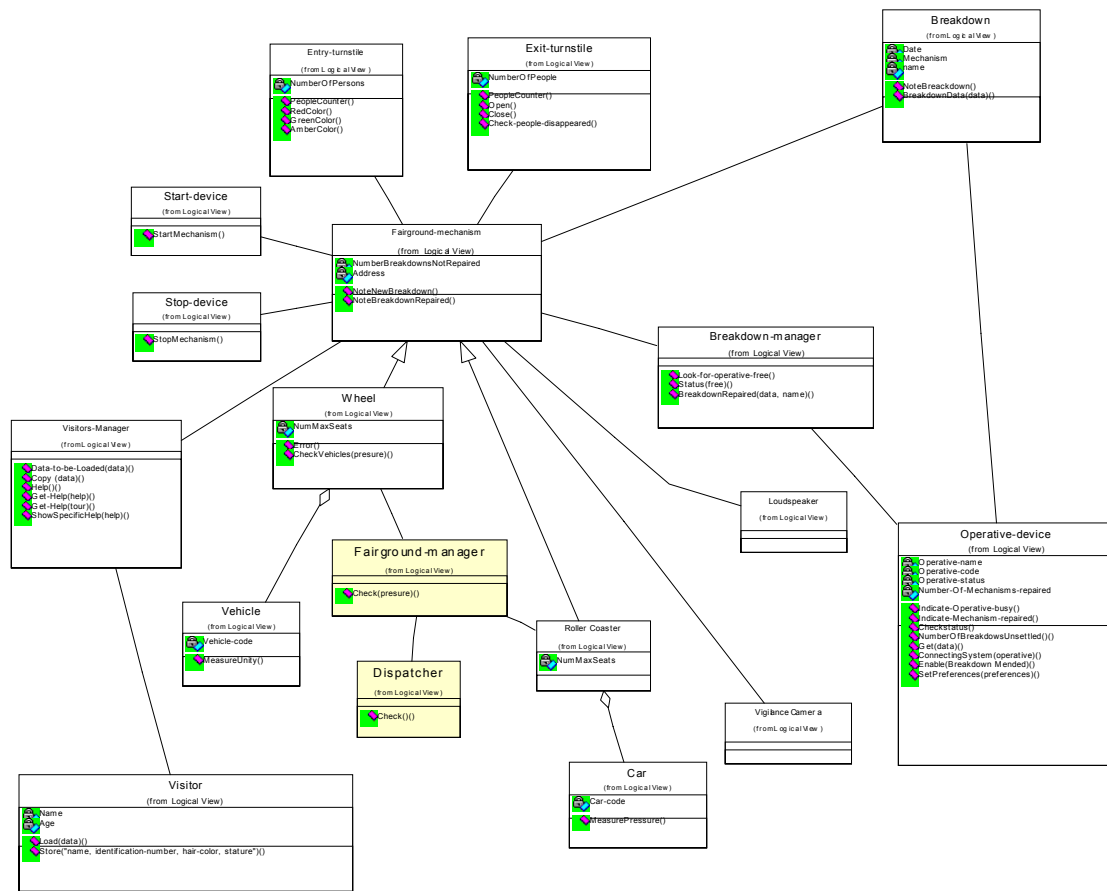 Breakdown
(from Logical View)
Date
Mechanism
name
NoteBreackdown()
BreakdownData(data)()
Exit-turnstile
(from Logical View)
NumberOfPeople
PeopleCounter()
Open()
Close()
Check-people-disappeared()
Entry-turnstile
(from Logical View)
NumberOfPersons
PeopleCounter()
RedColor()
GreenColor()
AmberColor()
Start-device
(from Logical View)
StartMechanism()
Fairground-mechanism
(from Logical View)
NumberBreakdownsNotRepaired
Address
NoteNewBreakdown()
NoteBreakdownRepaired()
Stop-device
(from Logical View)
StopMechanism()
Breakdown-manager
(from Logical View)
Look-for-operative-free()
Status(free)()
BreakdownRepaired(data, name)()
Wheel
(from Logical View)
NumMaxSeats
Error()
CheckVehicles(presure)()
Visitors-Manager
(from Logical View)
Data-to-be-Loaded(data)()
Copy (data)()
Help()()
Get-Help(help)()
Get-Help(tour)()
ShowSpecificHelp(help)()
Loudspeaker
(from Logical View)
Operative-device
(from Logical View)
Operative-name
Operative-code
Operative-status
Number-Of-Mechanisms-repaired
Indicate-Operative-busy()
Indicate-Mechanism-repaired()
Checkstatus()
NumberOfBreakdowsUnsettled()()
Get(data)()
ConnectingSystem(operative)()
Enable(Breakdown Mended)()
SetPreferences(preferences)()
Fairground-manager
(from Logical View)
Check(presure)()
Vehicle
(from Logical View)
Vehicle-code
MeasureUnity()
Roller Coaster
(from Logical View)
NumMaxSeats
Dispatcher
(from Logical View)
Check()()
Vigilance Camera
(from Logical View)
Car
(from Logical View)
Car-code
MeasurePressure()
Visitor
(from Logical View)
Name
Age
Load(data)()
Store("name, identification-number, hair-color, stature")()